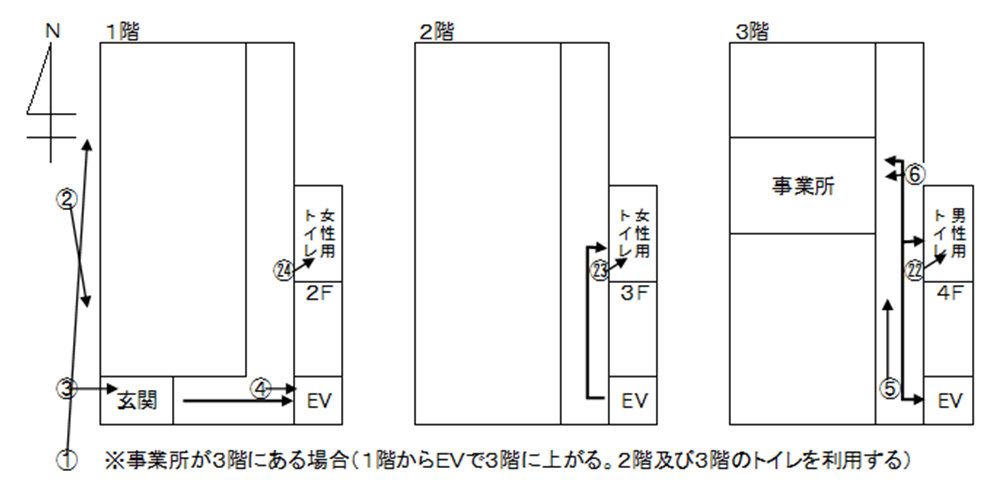 N
1階
2階
3階
②
事業所
⑥
女性用
トイレ
女性用
トイレ
男性用
トイレ
㉔
㉓
㉒
2F
3F
4F
③
玄関
④
EV
EV
⑤
EV
①
※事業所が3階にある場合(1階からEVで3階に上がる。2階及び3階のトイレを利用する)